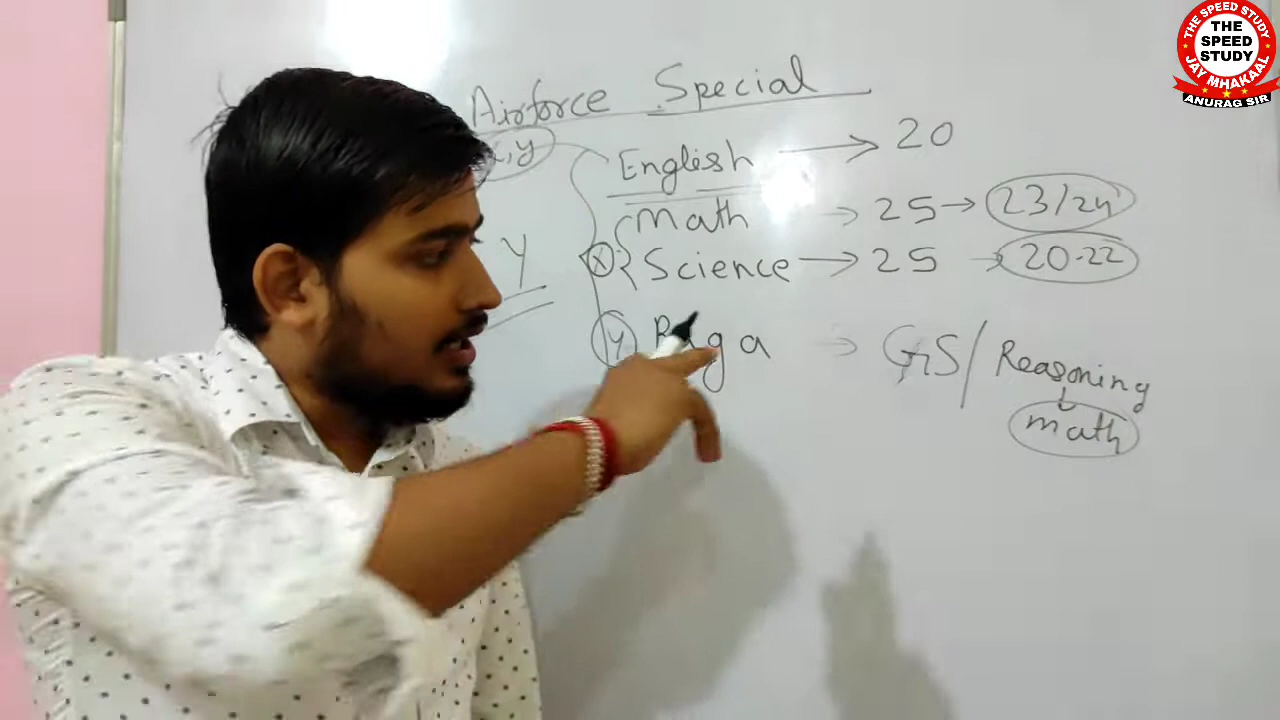 Airforce Special
x,y
English → 20
Math → 25 → 23/24
Y
X Science → 25 → 20-22
Y Raga → GS/Reasoning
math
THE SPEED STUDY
THE
SPEED
STUDY
JAY MHAKAAL
ANURAG SIR